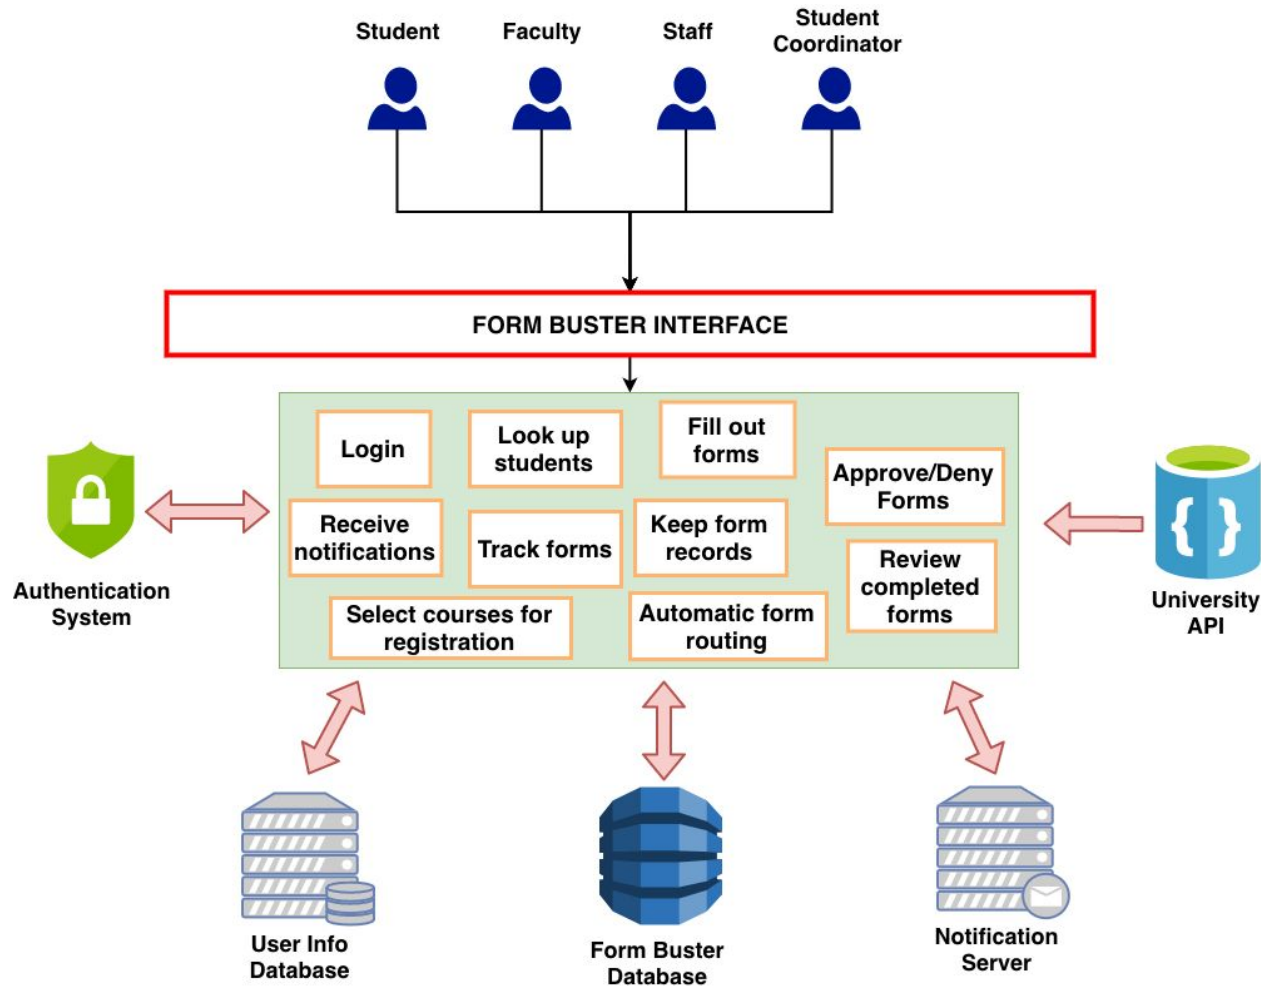 Student
Faculty
Staff
Student
Coordinator
FORM BUSTER INTERFACE
Login
Look up
students
Fill out
forms
Approve/Deny
Forms
Receive
notifications
Track forms
Keep form
records
Review
completed
forms
Select courses for
registration
Automatic form
routing
Authentication
System
{ }
University
API
User Info
Database
Form Buster
Database
Notification
Server